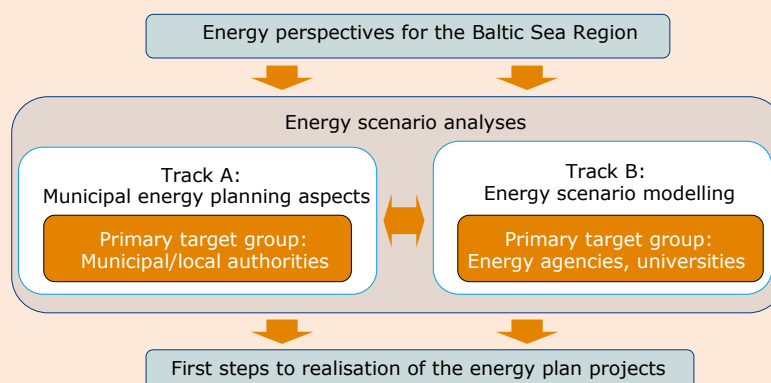 Energy perspectives for the Baltic Sea Region
Energy scenario analyses
Track A:
Municipal energy planning aspects
Primary target group:
Municipal/local authorities
Track B:
Energy scenario modelling
Primary target group:
Energy agencies, universities
First steps to realisation of the energy plan projects